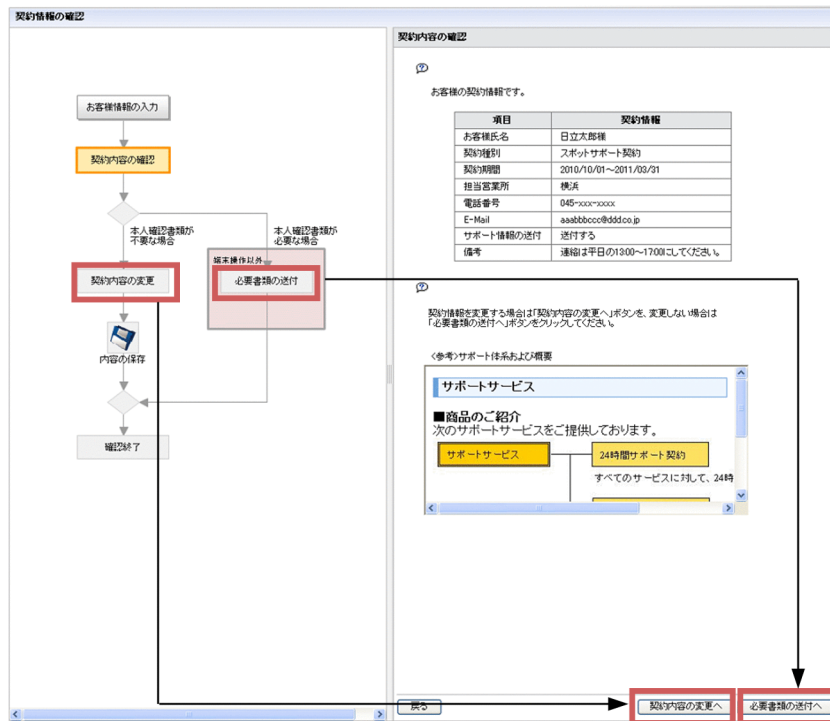 契約情報の確認
お客様情報の入力
契約内容の確認
本人確認書類が
不要な場合
本人確認書類が
必要な場合
端末操作以外
契約内容の変更
必要書類の送付
内容の保存
確認終了
契約内容の確認
お客様の契約情報です。
項目 契約情報
お客様氏名 日立太郎様
契約種別 スポットサポート契約
契約期間 2010/10/01～2011/03/31
担当営業所 横浜
電話番号 045-xxx-xxxx
E-Mail aaabbbccc@ddd.co.jp
サポート情報の送付 送付する
備考 連絡は平日の13:00～17:00にしてください。
契約情報を変更する場合は「契約内容の変更へ」ボタンを、変更しない場合は
「必要書類の送付へ」ボタンをクリックしてください。
<参考>サポート体系および概要
サポートサービス
■商品のご紹介
次のサポートサービスをご提供しております。
サポートサービス 24時間サポート契約
すべてのサービスに対して、24時
戻る 契約内容の変更へ 必要書類の送付へ